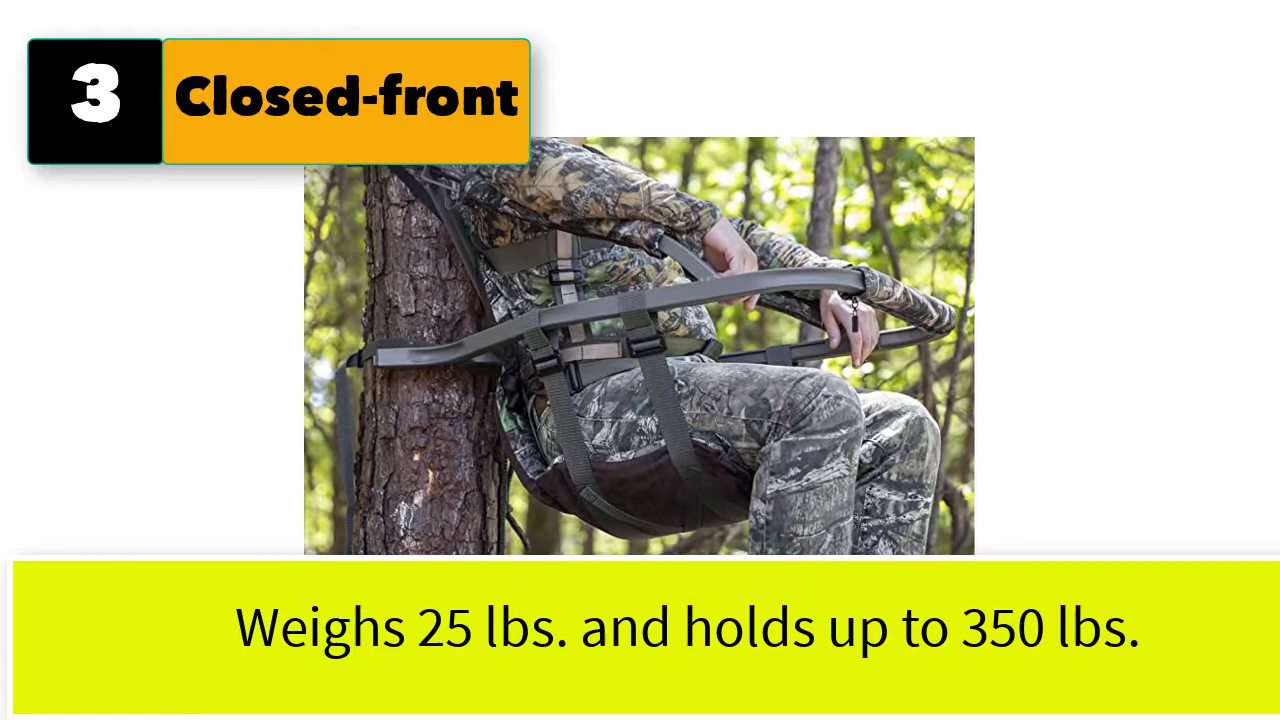 3 Closed-front
Weighs 25 lbs. and holds up to 350 lbs.